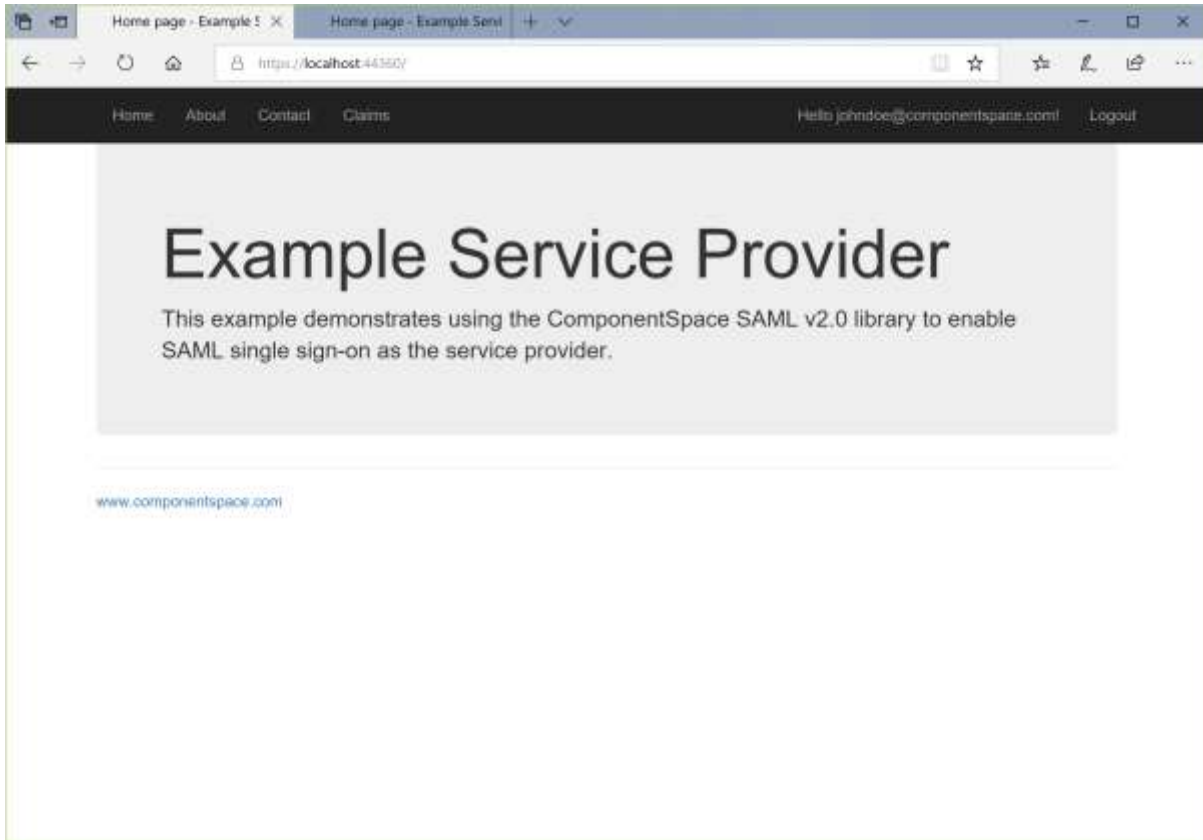 Home page - Example S
Home page - Example Servi
https://localhost:44360/
Home About Contact Claims Hello johndoe@componentspace.com! Logout
Example Service Provider
This example demonstrates using the ComponentSpace SAML v2.0 library to enable
SAML single sign-on as the service provider.
www.componentspace.com